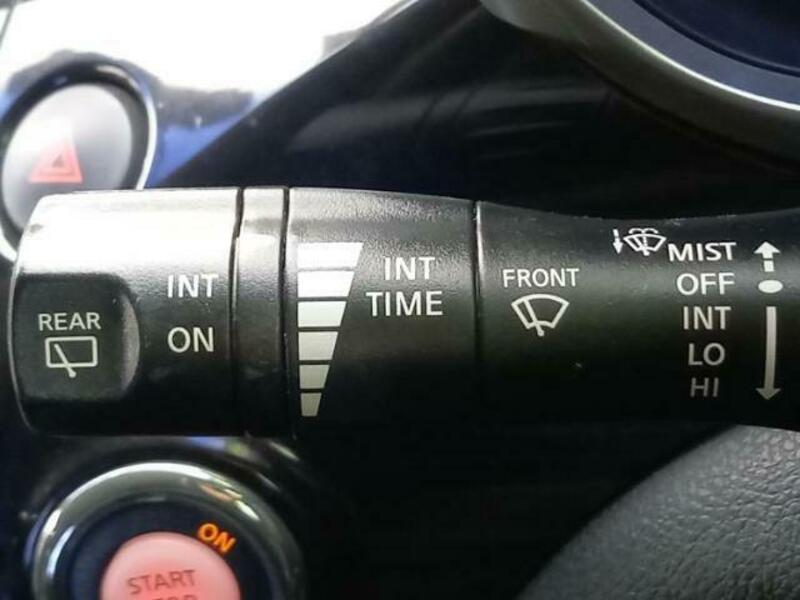 REAR
INT
ON
INT
TIME
FRONT
MIST
OFF
INT
LO
HI
ON
START